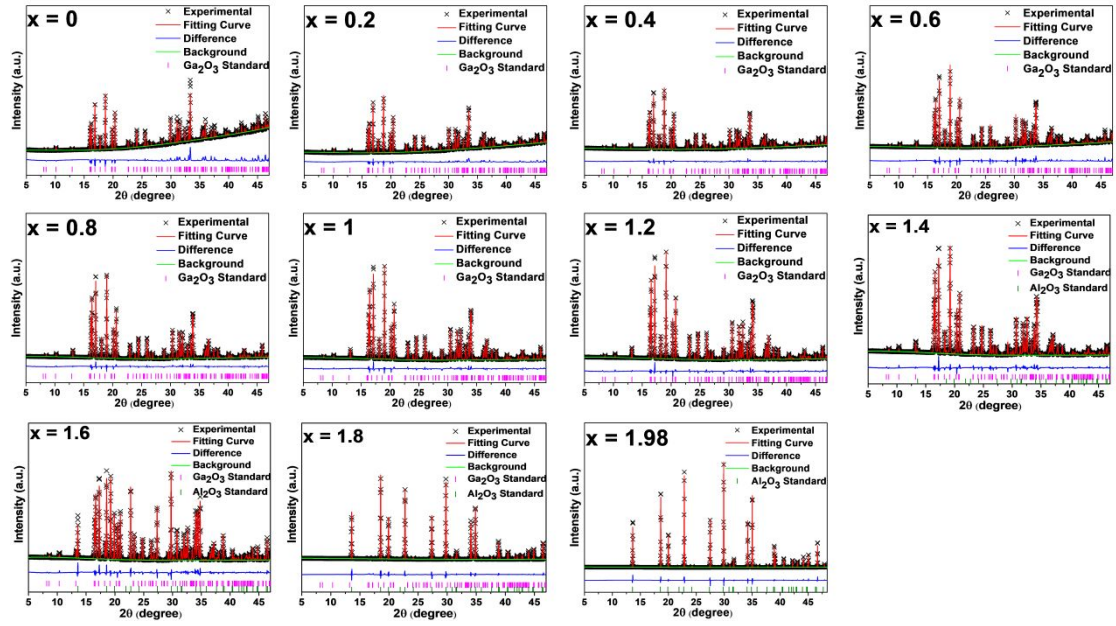 x = 0
Experimental
Fitting Curve
Difference
Background
Ga2O3 Standard
Intensity (a.u.)
5 10 15 20 25 30 35 40 45
2θ (degree)
x = 0.2
Experimental
Fitting Curve
Difference
Background
Ga2O3 Standard
Intensity (a.u.)
5 10 15 20 25 30 35 40 45
2θ (degree)
x = 0.4
Experimental
Fitting Curve
Difference
Background
Ga2O3 Standard
Intensity (a.u.)
5 10 15 20 25 30 35 40 45
2θ (degree)
x = 0.6
Experimental
Fitting Curve
Difference
Background
Ga2O3 Standard
Intensity (a.u.)
5 10 15 20 25 30 35 40 45
2θ (degree)
x = 0.8
Experimental
Fitting Curve
Difference
Background
Ga2O3 Standard
Intensity (a.u.)
5 10 15 20 25 30 35 40 45
2θ (degree)
x = 1
Experimental
Fitting Curve
Difference
Background
Ga2O3 Standard
Intensity (a.u.)
5 10 15 20 25 30 35 40 45
2θ (degree)
x = 1.2
Experimental
Fitting Curve
Difference
Background
Ga2O3 Standard
Intensity (a.u.)
5 10 15 20 25 30 35 40 45
2θ (degree)
x = 1.4
Experimental
Fitting Curve
Difference
Background
Ga2O3 Standard
Al2O3 Standard
Intensity (a.u.)
5 10 15 20 25 30 35 40 45
2θ (degree)
x = 1.6
Experimental
Fitting Curve
Difference
Background
Ga2O3 Standard
Al2O3 Standard
Intensity (a.u.)
5 10 15 20 25 30 35 40 45
2θ (degree)
x = 1.8
Experimental
Fitting Curve
Difference
Background
Ga2O3 Standard
Al2O3 Standard
Intensity (a.u.)
5 10 15 20 25 30 35 40 45
2θ (degree)
x = 1.98
Experimental
Fitting Curve
Difference
Background
Al2O3 Standard
Intensity (a.u.)
5 10 15 20 25 30 35 40 45
2θ (degree)